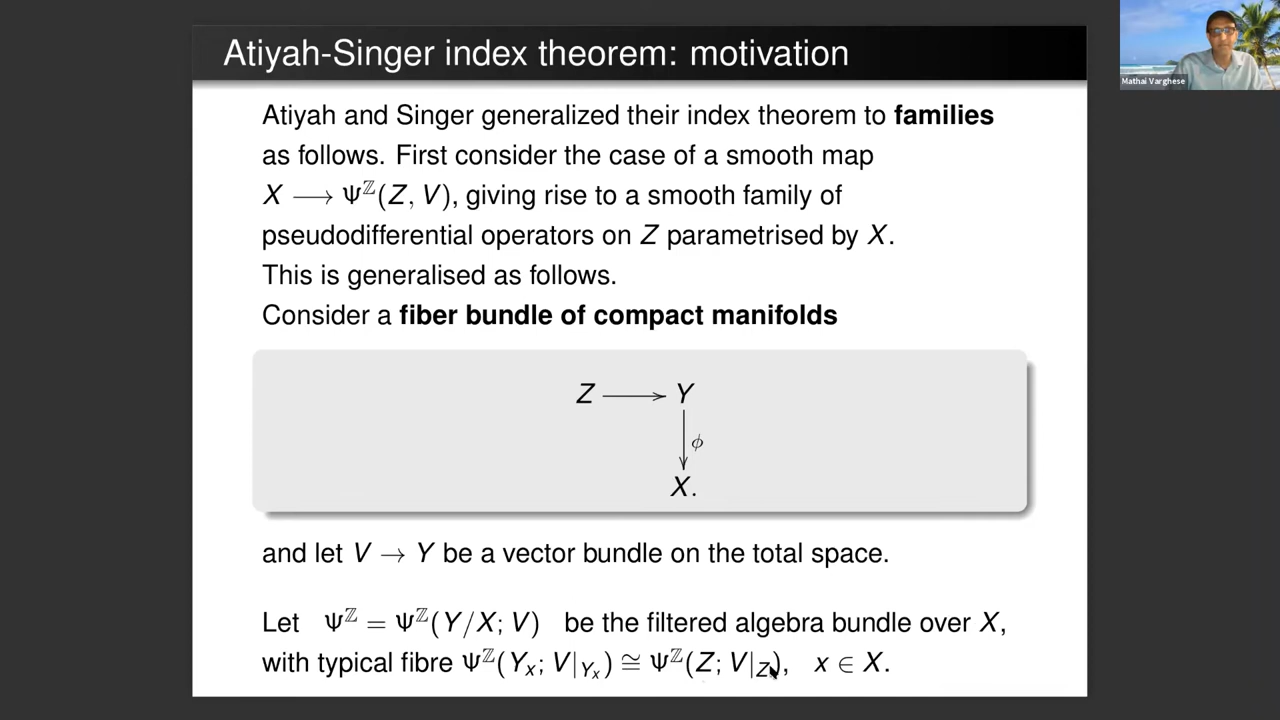 Atiyah-Singer index theorem: motivation
Mathai Varghese
Atiyah and Singer generalized their index theorem to families
as follows. First consider the case of a smooth map
X ⟶ Ψ^ℤ(Z, V), giving rise to a smooth family of
pseudodifferential operators on Z parametrised by X.
This is generalised as follows.
Consider a fiber bundle of compact manifolds
Z ⟶ Y
ϕ
X.
and let V → Y be a vector bundle on the total space.
Let Ψ^ℤ = Ψ^ℤ(Y/X; V) be the filtered algebra bundle over X,
with typical fibre Ψ^ℤ(Y_x; V|_{Y_x}) ≅ Ψ^ℤ(Z; V|_Z), x ∈ X.